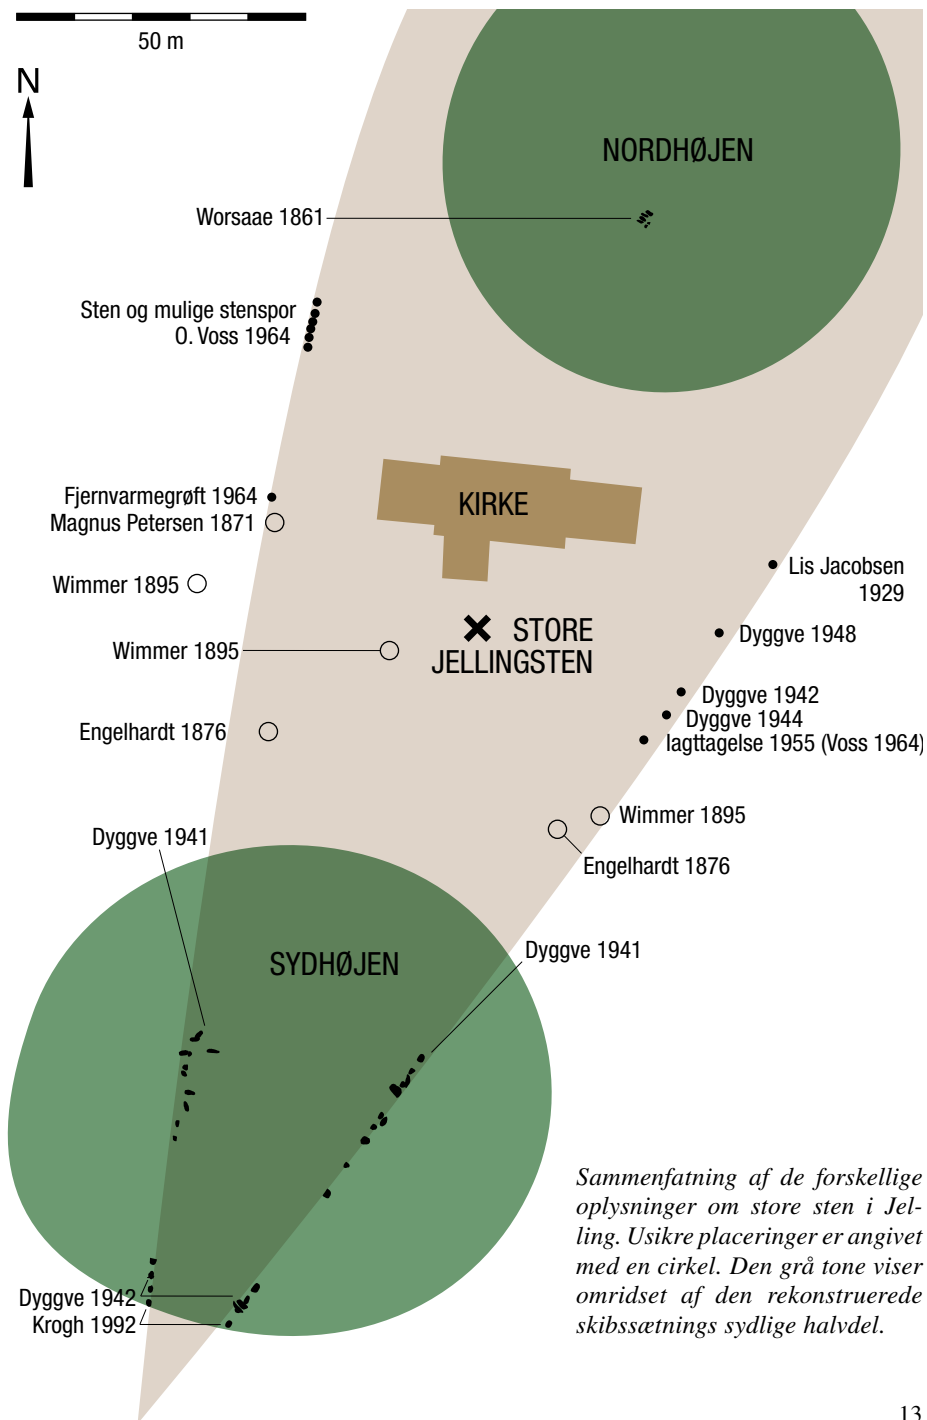 50 m
N
NORDHØJEN
Worsaae 1861
Sten og mulige stenspor
O. Voss 1964
KIRKE
Fjernvarmegrøft 1964
Magnus Petersen 1871
Lis Jacobsen
1929
Wimmer 1895
STORE
JELLINGSTEN
Dyggve 1948
Wimmer 1895
Dyggve 1942
Dyggve 1944
Engelhardt 1876
Iagttagelse 1955 (Voss 1964)
Wimmer 1895
Dyggve 1941
Engelhardt 1876
Dyggve 1941
SYDHØJEN
Dyggve 1942
Krogh 1992
Sammenfatning af de forskellige
oplysninger om store sten i Jel-
ling. Usikre placeringer er angivet
med en cirkel. Den grå tone viser
omridset af den rekonstruerede
skibssætnings sydlige halvdel.
13